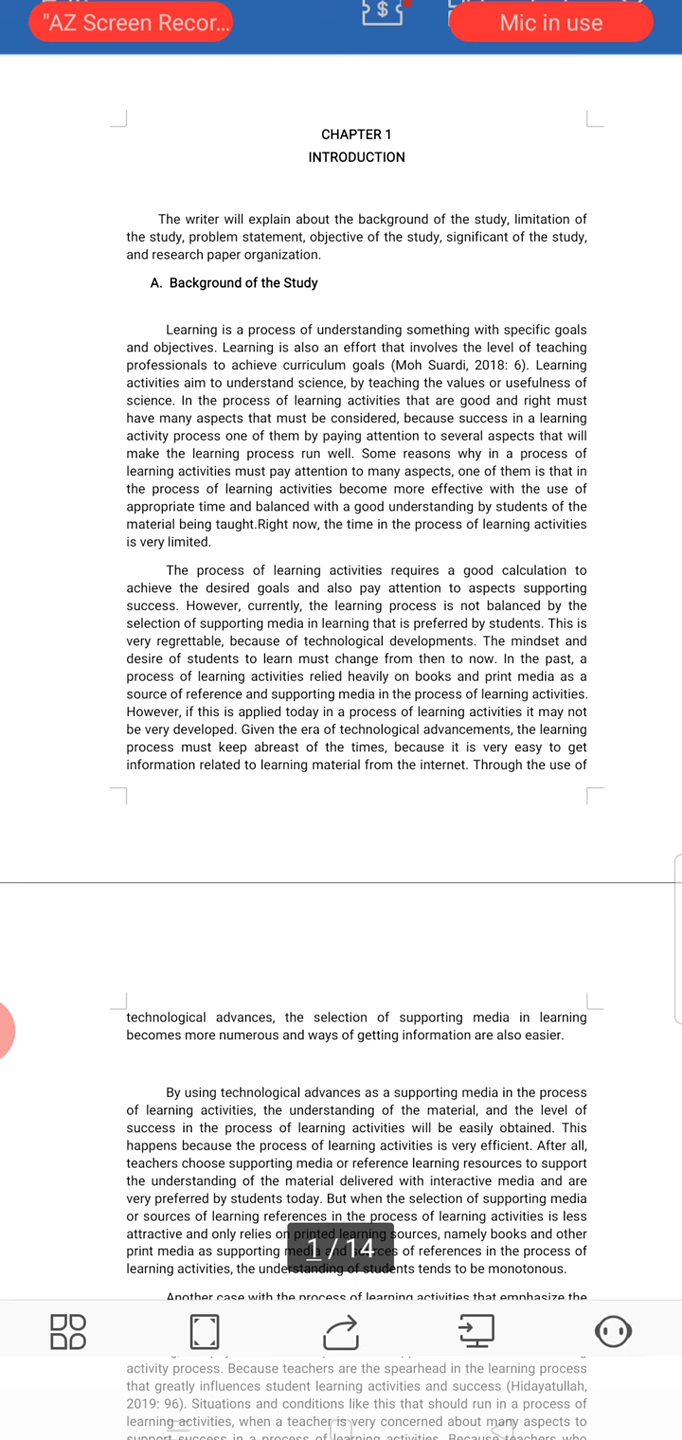 "AZ Screen Recor...
Mic in use
CHAPTER 1
INTRODUCTION
The writer will explain about the background of the study, limitation of
the study, problem statement, objective of the study, significant of the study,
and research paper organization.
A. Background of the Study
Learning is a process of understanding something with specific goals
and objectives. Learning is also an effort that involves the level of teaching
professionals to achieve curriculum goals (Moh Suardi, 2018: 6). Learning
activities aim to understand science, by teaching the values or usefulness of
science. In the process of learning activities that are good and right must
have many aspects that must be considered, because success in a learning
activity process one of them by paying attention to several aspects that will
make the learning process run well. Some reasons why in a process of
learning activities must pay attention to many aspects, one of them is that in
the process of learning activities become more effective with the use of
appropriate time and balanced with a good understanding by students of the
material being taught.Right now, the time in the process of learning activities
is very limited.
The process of learning activities requires a good calculation to
achieve the desired goals and also pay attention to aspects supporting
success. However, currently, the learning process is not balanced by the
selection of supporting media in learning that is preferred by students. This is
very regrettable, because of technological developments. The mindset and
desire of students to learn must change from then to now. In the past, a
process of learning activities relied heavily on books and print media as a
source of reference and supporting media in the process of learning activities.
However, if this is applied today in a process of learning activities it may not
be very developed. Given the era of technological advancements, the learning
process must keep abreast of the times, because it is very easy to get
information related to learning material from the internet. Through the use of
technological advances, the selection of supporting media in learning
becomes more numerous and ways of getting information are also easier.
By using technological advances as a supporting media in the process
of learning activities, the understanding of the material, and the level of
success in the process of learning activities will be easily obtained. This
happens because the process of learning activities is very efficient. After all,
teachers choose supporting media or reference learning resources to support
the understanding of the material delivered with interactive media and are
very preferred by students today. But when the selection of supporting media
or sources of learning references in the process of learning activities is less
attractive and only relies on printed learning sources, namely books and other
print media as supporting media and sources of references in the process of
learning activities, the understanding of students tends to be monotonous.
1 / 14
Another case with the process of learning activities that emphasize the
activity process. Because teachers are the spearhead in the learning process
that greatly influences student learning activities and success (Hidayatullah,
2019: 96). Situations and conditions like this that should run in a process of
learning activities, when a teacher is very concerned about many aspects to
support success in a process of learning activities. Because teachers who